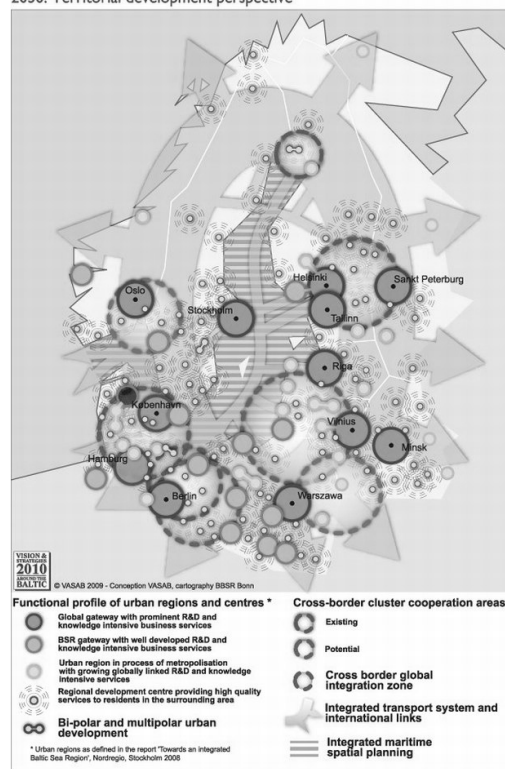 2030: Territorial development perspective
Helsinki
Sankt Peterburg
Oslo
Stockholm
Tallinn
Riga
København
Vilnius
Minsk
Hamburg
Berlin
Warszawa
VISION &
STRATEGIES
2010
AROUND THE
BALTIC
© VASAB 2009 - Conception VASAB, cartography BBSR Bonn
Functional profile of urban regions and centres *
Global gateway with prominent R&D and
knowledge intensive business services
BSR gateway with well developed R&D and
knowledge intensive business services
Urban region in process of metropolisation
with growing globally linked R&D and knowledge
intensive services
Regional development centre providing high quality
services to residents in the surrounding area
Bi-polar and multipolar urban
development
* Urban regions as defined in the report 'Towards an integrated
Baltic Sea Region', Nordregio, Stockholm 2008
Cross-border cluster cooperation areas
Existing
Potential
Cross border global
integration zone
Integrated transport system and
international links
Integrated maritime
spatial planning